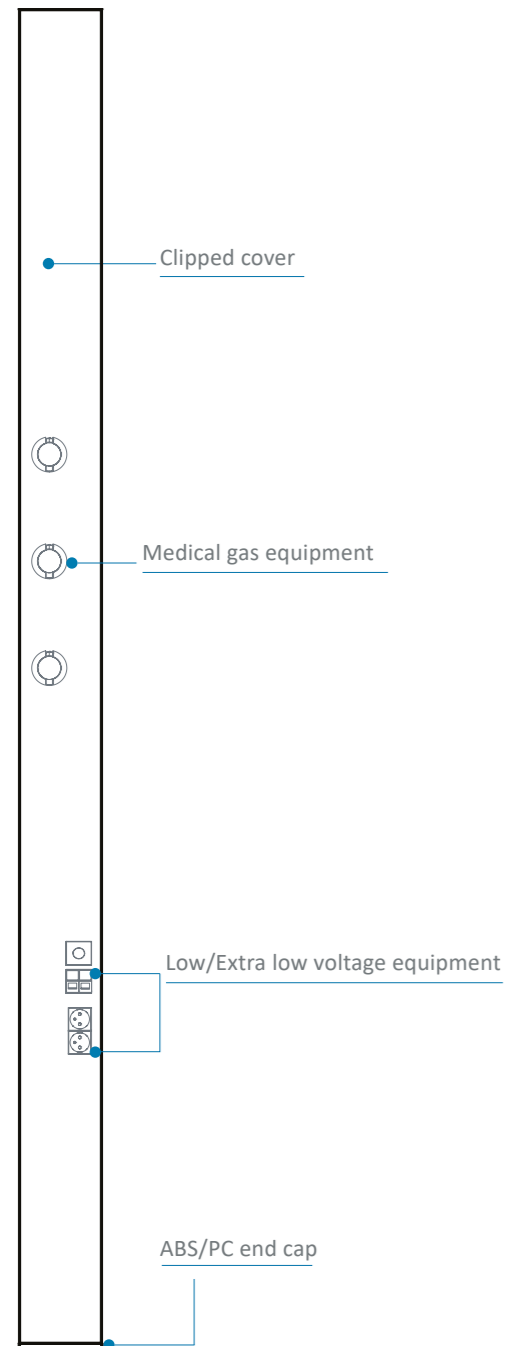 Clipped cover
Medical gas equipment
Low/Extra low voltage equipment
ABS/PC end cap